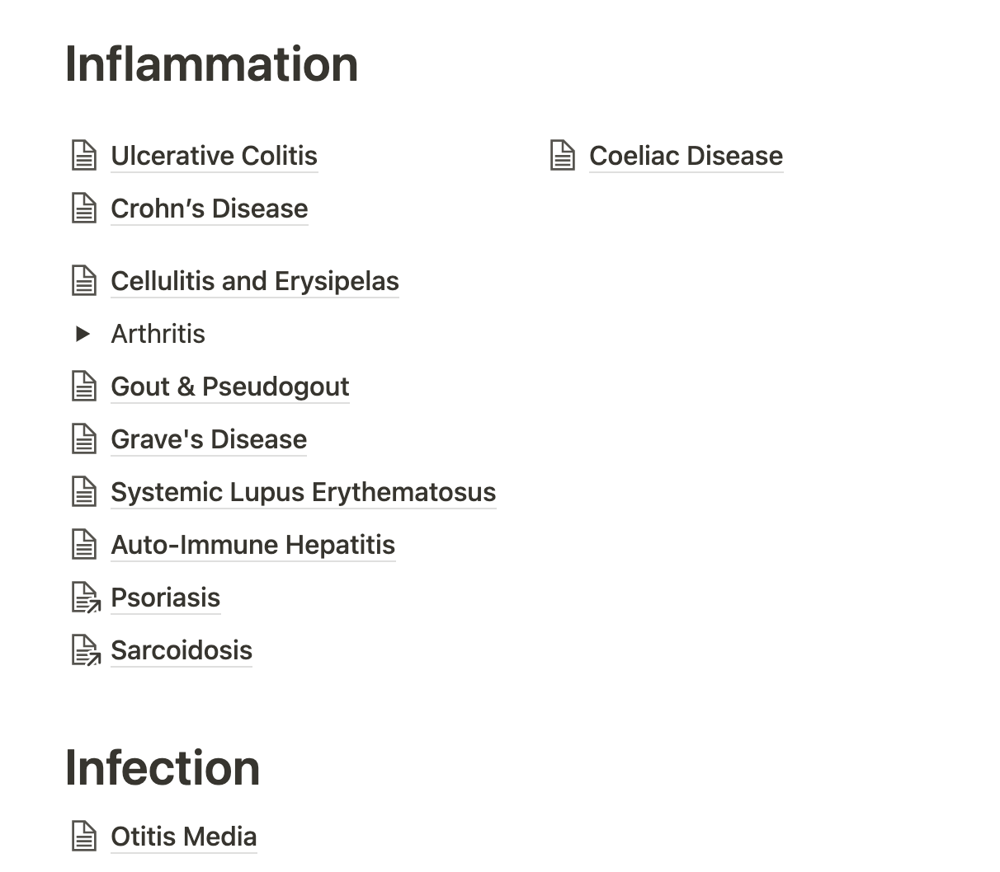 Inflammation
Ulcerative Colitis
Coeliac Disease
Crohn’s Disease
Cellulitis and Erysipelas
Arthritis
Gout & Pseudogout
Grave's Disease
Systemic Lupus Erythematosus
Auto-Immune Hepatitis
Psoriasis
Sarcoidosis
Infection
Otitis Media